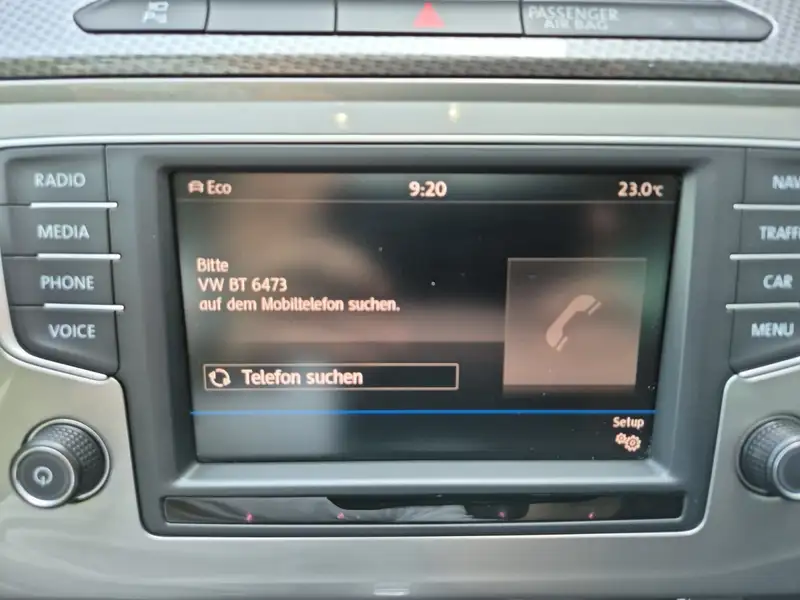 PASSENGER
AIR BAG
RADIO
MEDIA
PHONE
VOICE
Eco
9:20
23.0°C
Bitte
VW BT 6473
auf dem Mobiltelefon suchen.
Telefon suchen
Setup
NAV
TRAFF
CAR
MENU